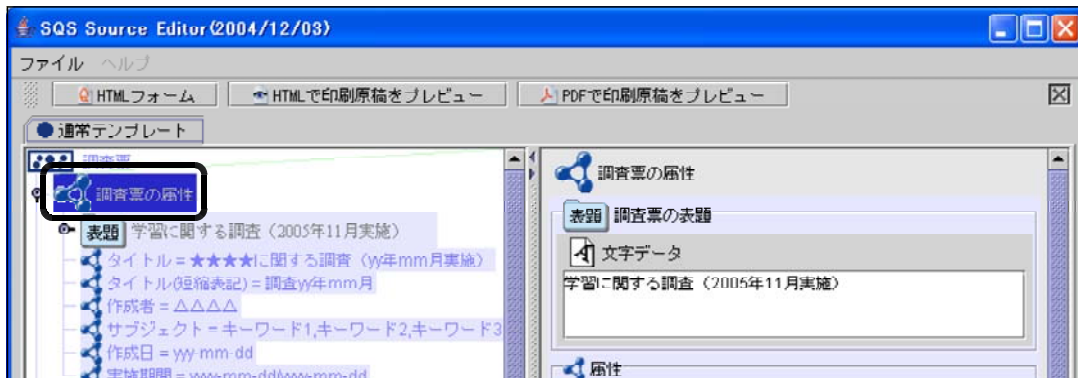 SQS Source Editor(2004/12/03)
ファイル ヘルプ
HTMLフォーム HTMLで印刷原稿をプレビュー PDFで印刷原稿をプレビュー
通常テンプレート
調査票
調査票の属性
表題 学習に関する調査（2005年11月実施）
タイトル=★★★★に関する調査（yy年mm月実施）
タイトル(短縮表記)=調査yy年mm月
作成者=△△△△
サブジェクト=キーワード1,キーワード2,キーワード3
作成日=yyy-mm-dd
実施期間=yyyy-mm-dd/yyyy-mm-dd
調査票の属性
表題 調査票の表題
文字データ
学習に関する調査（2005年11月実施）
属性